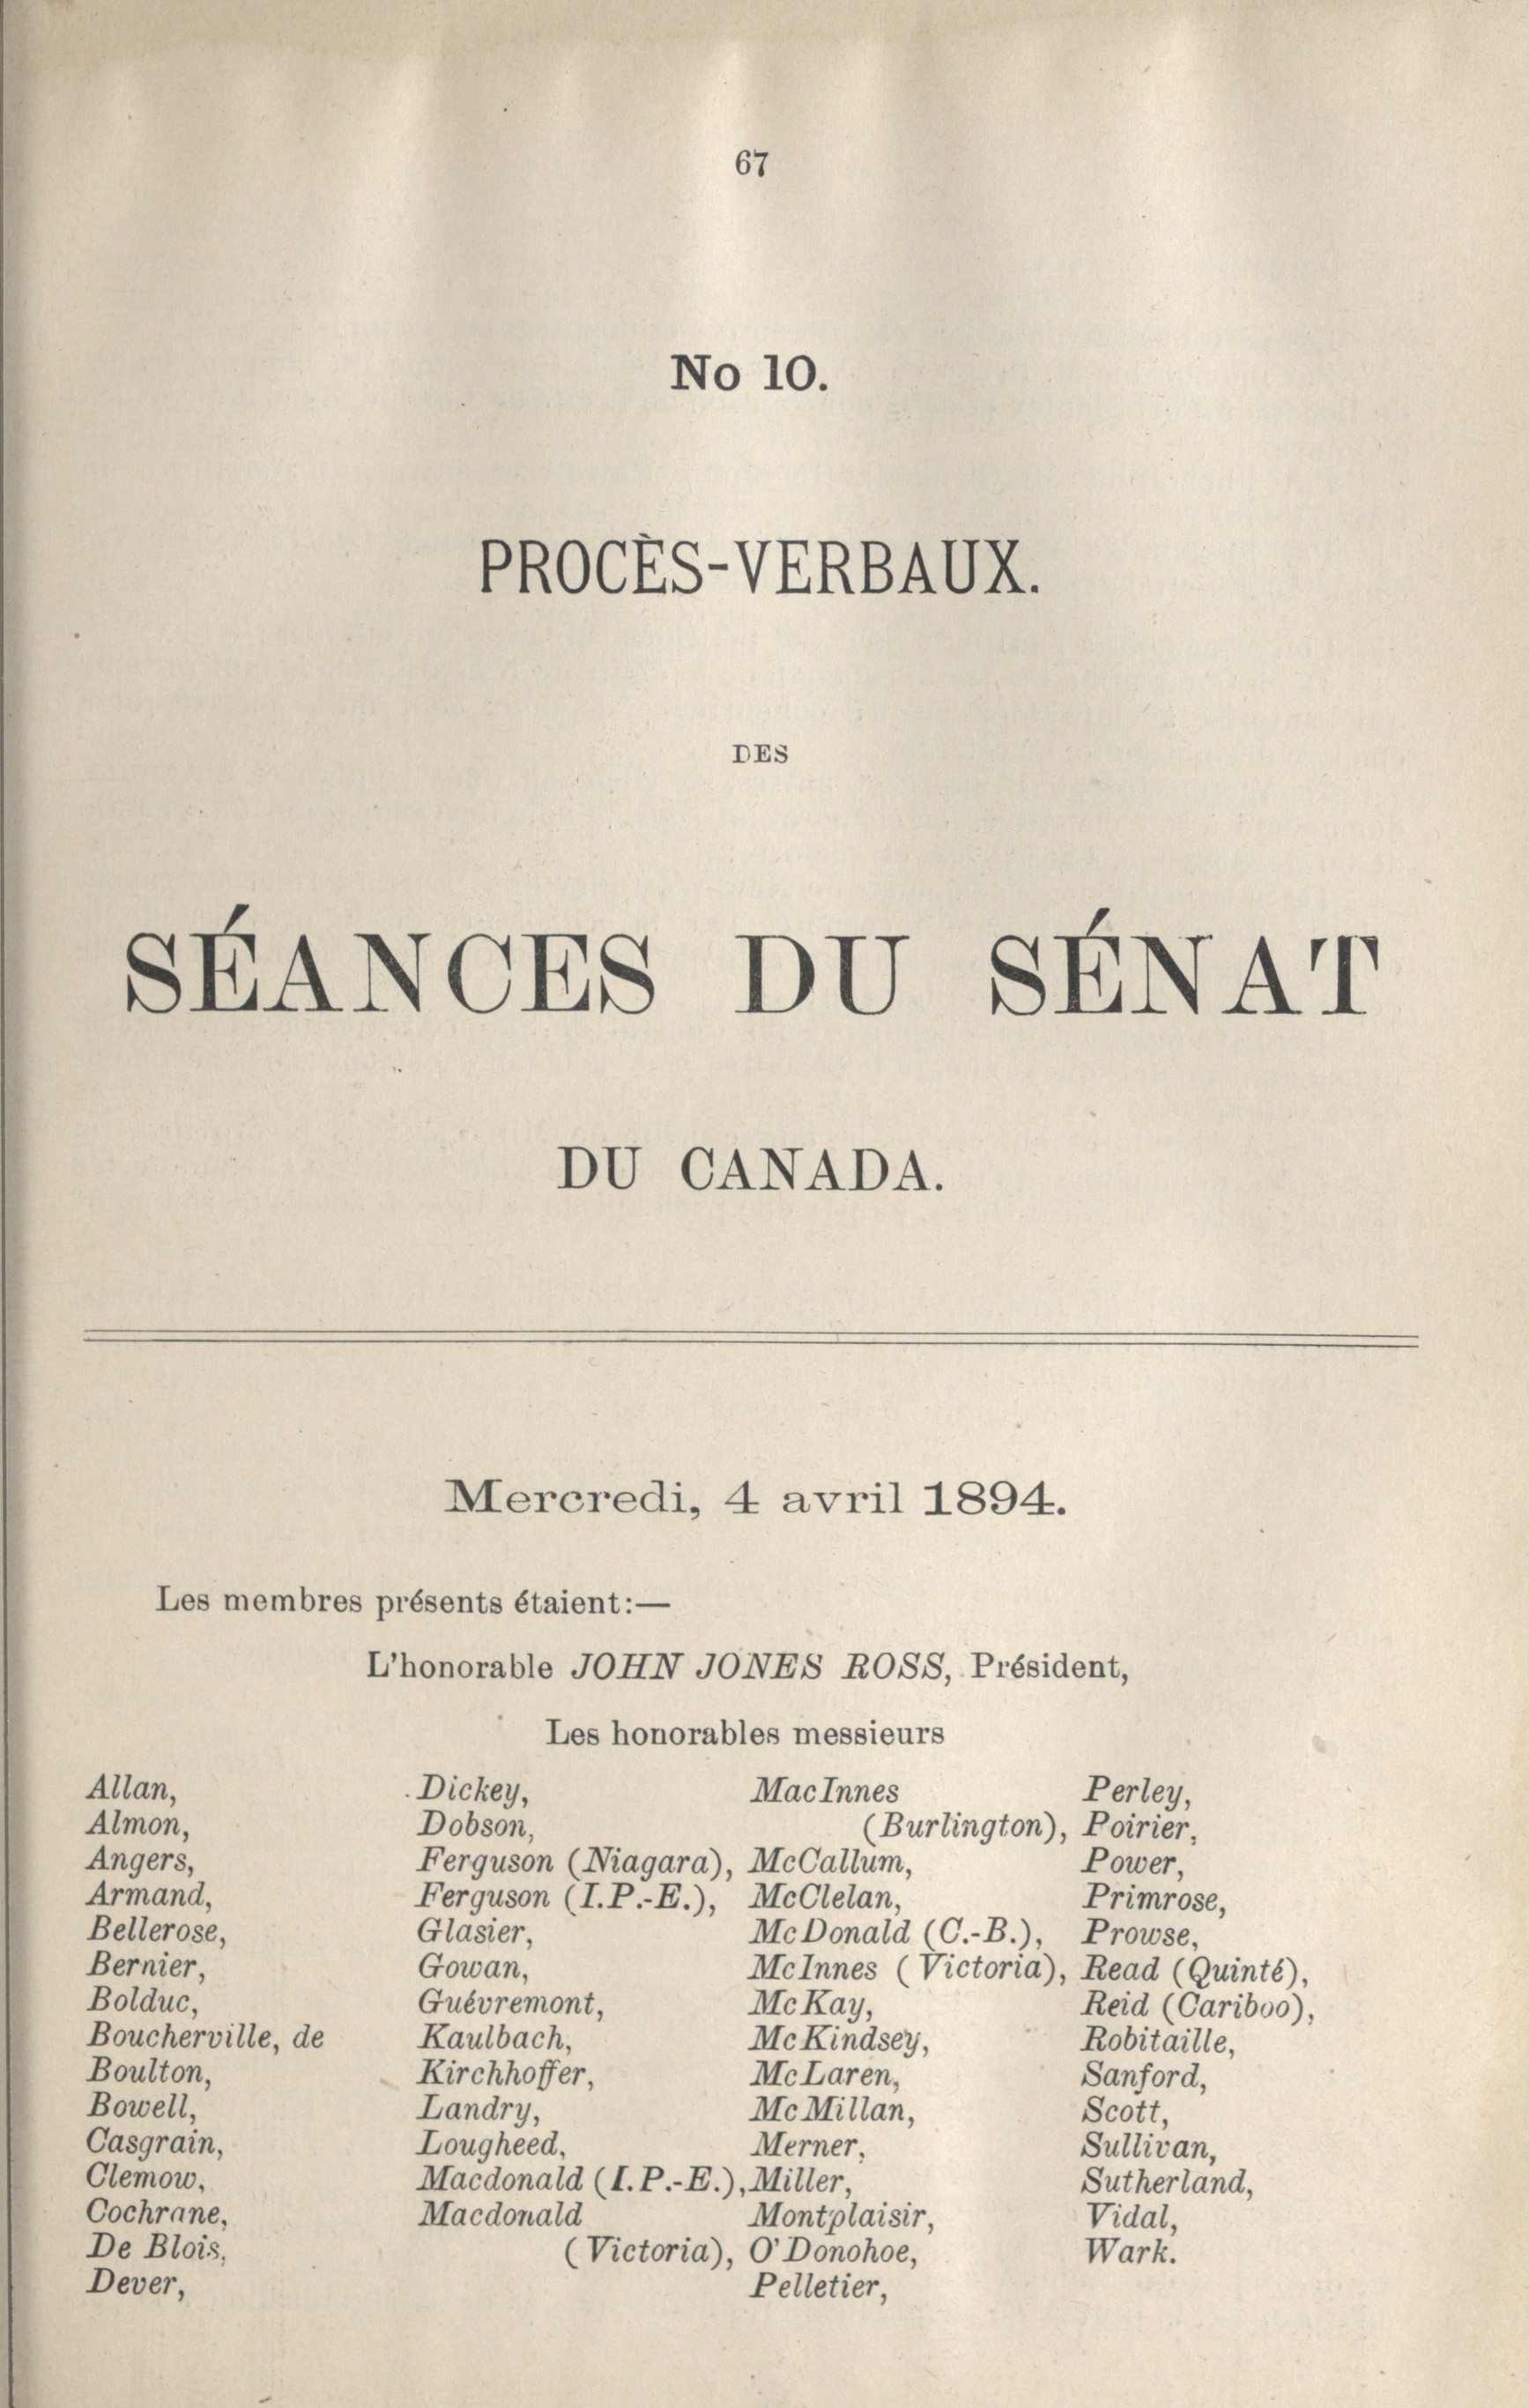 67
No 10.
PROCÈS-VERBAUX.
DES
SÉANCES DU SÉNAT
DU CANADA.
Mercredi, 4 avril 1894.
Les membres présents étaient:—
L'honorable JOHN JONES ROSS, Président,
Les honorables messieurs
Allan,
Almon,
Angers,
Armand,
Bellerose,
Bernier,
Bolduc,
Boucherville, de
Boulton,
Bowell,
Casgrain,
Clemow,
Cochrane,
De Blois,
Dever,
Dickey,
Dobson,
Ferguson (Niagara),
Ferguson (I.P.-E.),
Glasier,
Gowan,
Guévremont,
Kaulbach,
Kirchhoffer,
Landry,
Lougheed,
Macdonald (I.P.-E.),
Macdonald
(Victoria),
MacInnes
(Burlington),
McCallum,
McClelan,
McDonald (C.-B.),
McInnes (Victoria),
McKay,
McKindsey,
McLaren,
McMillan,
Merner,
Miller,
Montplaisir,
O'Donohoe,
Pelletier,
Perley,
Poirier,
Power,
Primrose,
Prowse,
Read (Quinté),
Reid (Cariboo),
Robitaille,
Sanford,
Scott,
Sullivan,
Sutherland,
Vidal,
Wark.